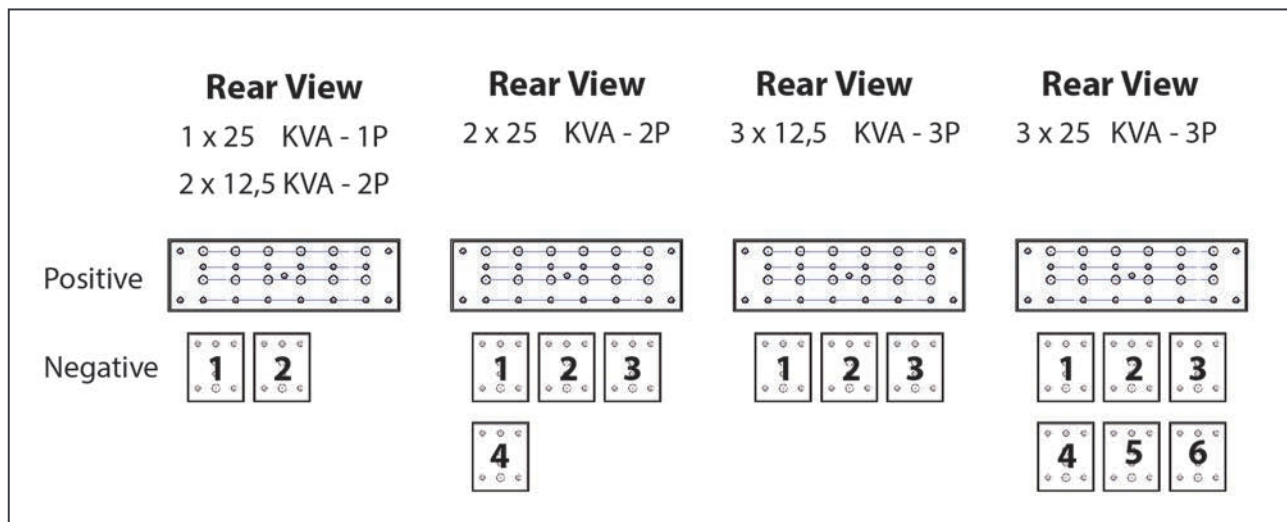 Rear View
1 x 25 KVA - 1P
2 x 12,5 KVA - 2P
Rear View
2 x 25 KVA - 2P
Rear View
3 x 12,5 KVA - 3P
Rear View
3 x 25 KVA - 3P
Positive
Negative
1 2
1 2 3
4
1 2 3
1 2 3
4 5 6